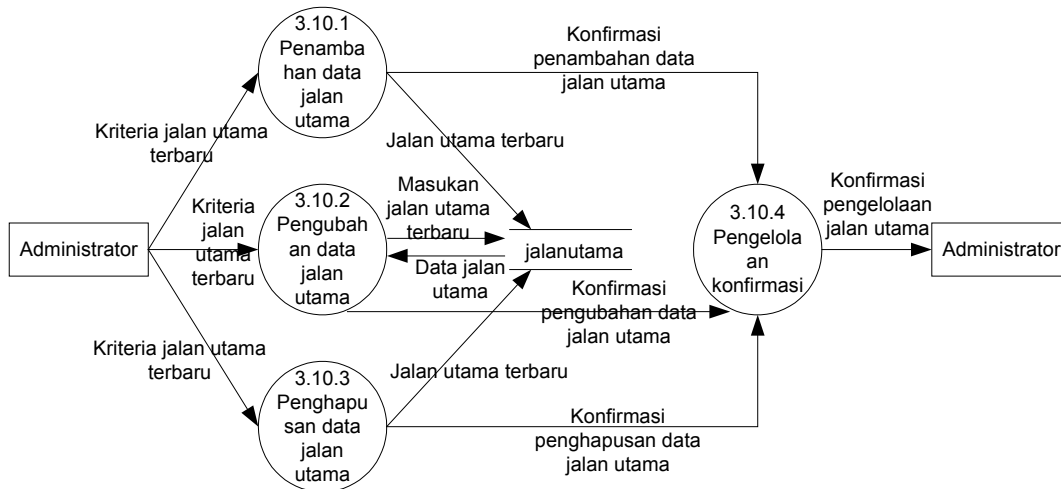 3.10.1
Penamba
han data
jalan
utama
Konfirmasi
penambahan data
jalan utama
Kriteria jalan utama
terbaru
Jalan utama terbaru
Administrator
Kriteria
jalan
utama
terbaru
3.10.2
Pengubah
an data
jalan
utama
Masukan
jalan utama
terbaru
jalanutama
Data jalan
utama
3.10.4
Pengelola
an
konfirmasi
Konfirmasi
pengelolaan
jalan utama
Administrator
Konfirmasi
pengubahan data
jalan utama
Kriteria jalan utama
terbaru
3.10.3
Penghapu
san data
jalan
utama
Jalan utama terbaru
Konfirmasi
penghapusan data
jalan utama